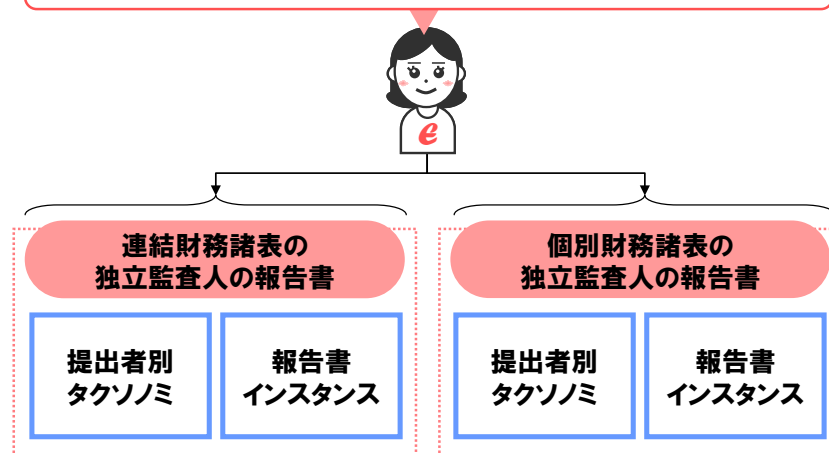 e
連結財務諸表の
独立監査人の報告書
個別財務諸表の
独立監査人の報告書
提出者別
タクソノミ
報告書
インスタンス
提出者別
タクソノミ
報告書
インスタンス